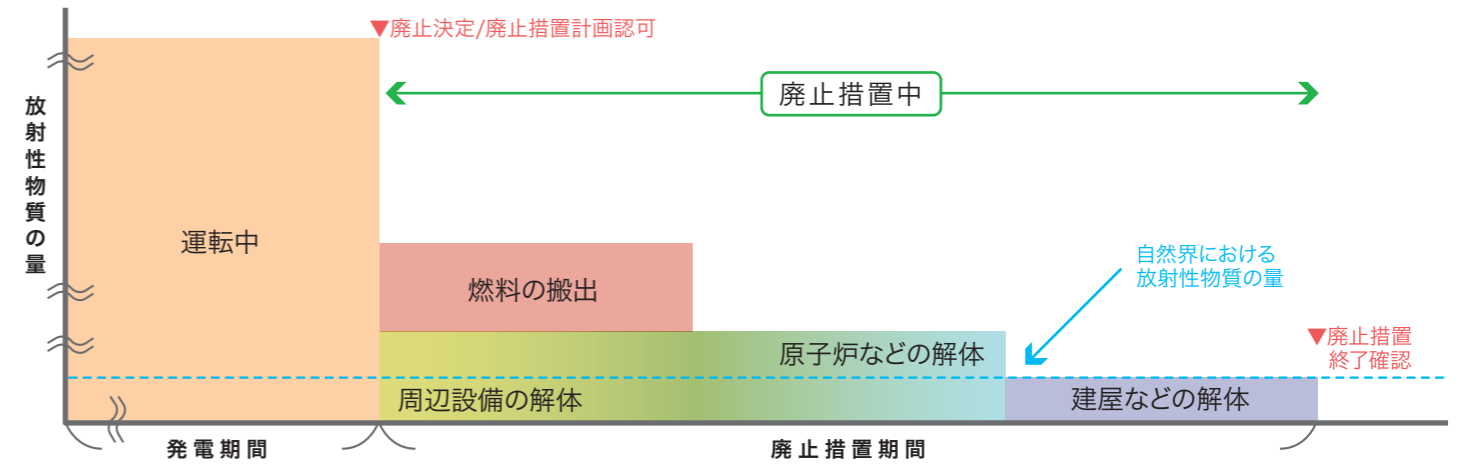 ▼廃止決定/廃止措置計画認可
廃止措置中
放射性物質の量
運転中
燃料の搬出
自然界における
放射性物質の量
原子炉などの解体
▼廃止措置
終了確認
周辺設備の解体
建屋などの解体
発電期間
廃止措置期間